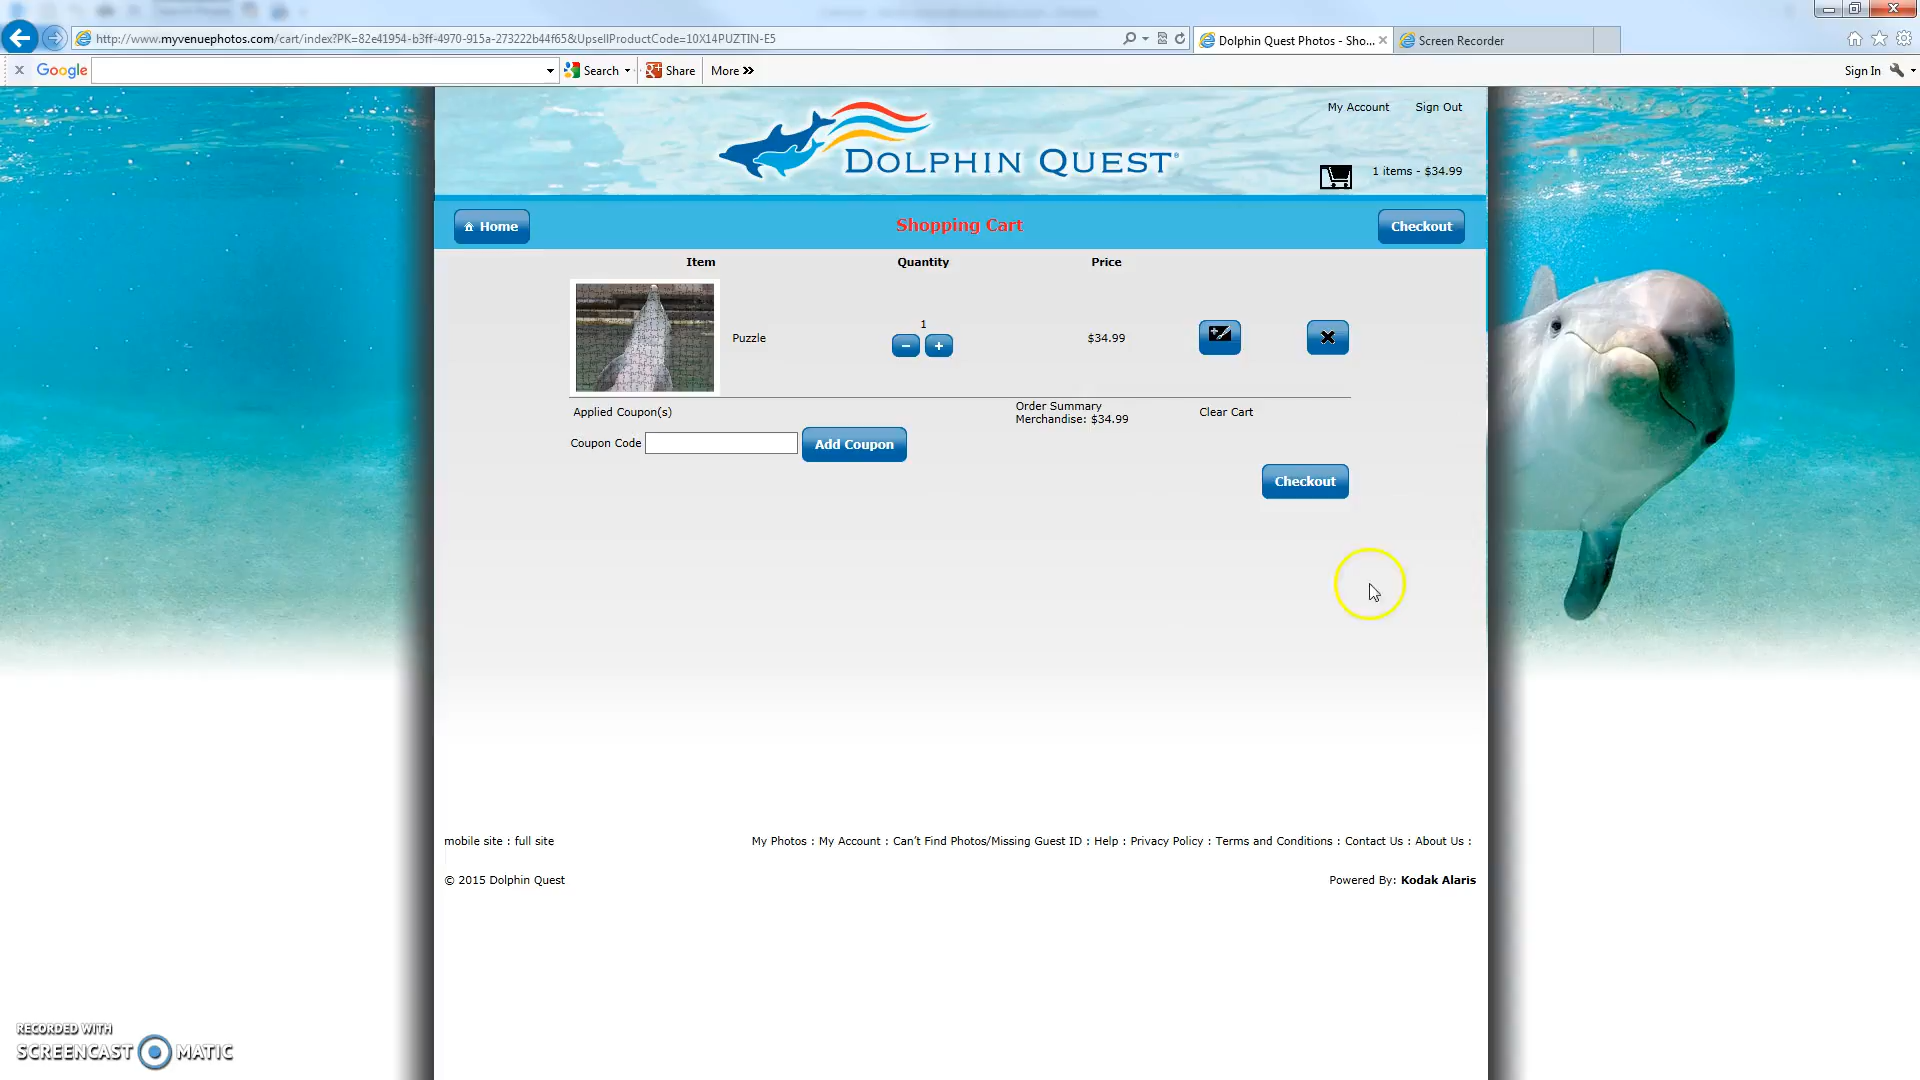 http://www.myvenuephotos.com/cart/index?PK=82e41954-b3ff-4970-915a-273222b44f65&UpsellProductCode=10X14PUZTIN-E5
Dolphin Quest Photos - Sho...
Screen Recorder
Google
Search
Share
More
Sign In
My Account
Sign Out
DOLPHIN QUEST®
1 items - $34.99
Home
Shopping Cart
Checkout
Item
Quantity
Price
Puzzle
1
$34.99
Applied Coupon(s)
Order Summary
Merchandise: $34.99
Clear Cart
Coupon Code
Add Coupon
Checkout
mobile site : full site
My Photos : My Account : Can't Find Photos/Missing Guest ID : Help : Privacy Policy : Terms and Conditions : Contact Us : About Us :
© 2015 Dolphin Quest
Powered By: Kodak Alaris
RECORDED WITH
SCREENCAST MATIC